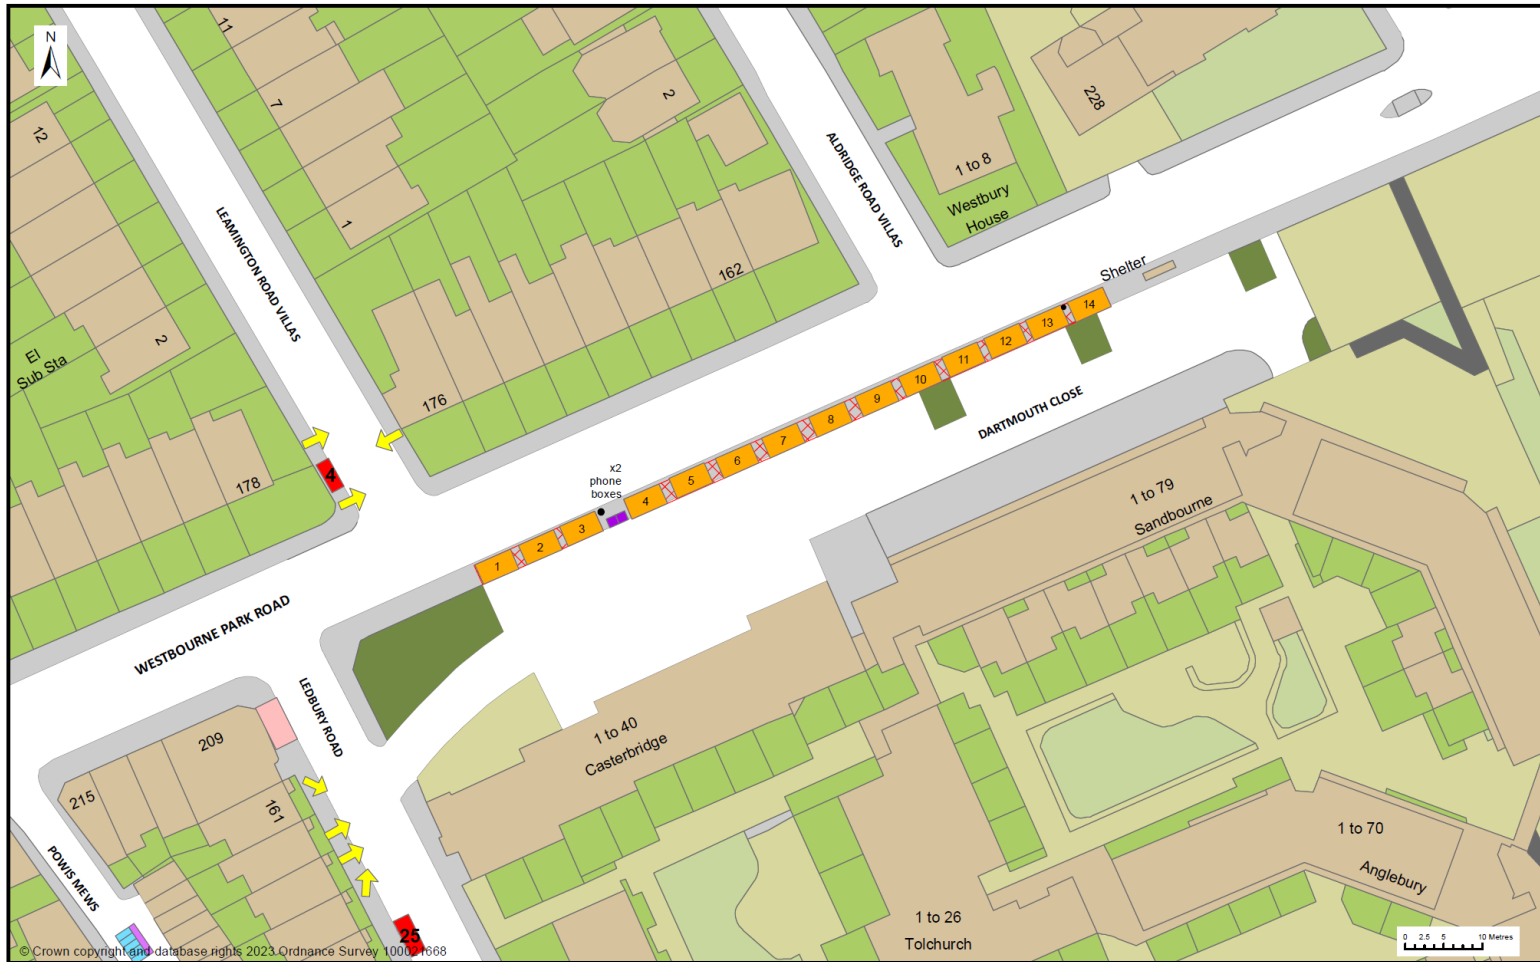 N
11
7
1
12
2
El
Sub Sta
LEAMINGTON ROAD VILLAS
2
162
176
178
4
ALDRIDGE ROAD VILLAS
1 to 8
Westbury
House
228
Shelter
x2
phone
boxes
1
2
3
4
5
6
7
8
9
10
11
12
13
14
DARTMOUTH CLOSE
WESTBOURNE PARK ROAD
LEDBURY ROAD
209
215
161
POWIS MEWS
25
1 to 40
Casterbridge
1 to 79
Sandbourne
1 to 26
Tolchurch
1 to 70
Anglebury
0 2.5 5 10 Metres
© Crown copyright and database rights 2023 Ordnance Survey 100021668